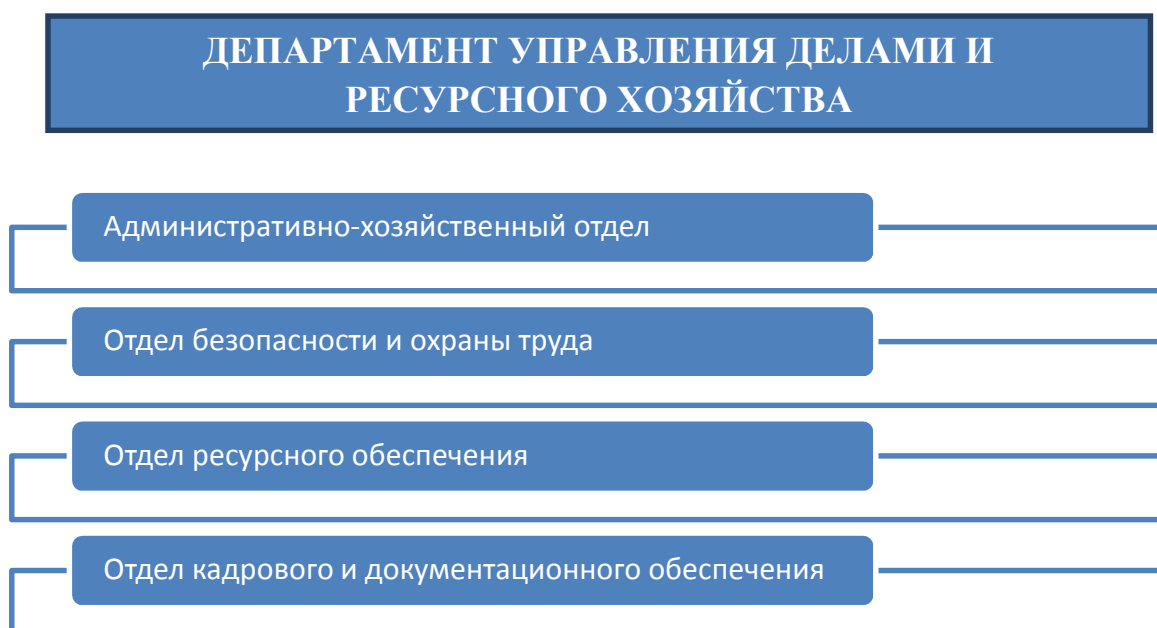 ДЕПАРТАМЕНТ УПРАВЛЕНИЯ ДЕЛАМИ И
РЕСУРСНОГО ХОЗЯЙСТВА
Административно-хозяйственный отдел
Отдел безопасности и охраны труда
Отдел ресурсного обеспечения
Отдел кадрового и документационного обеспечения